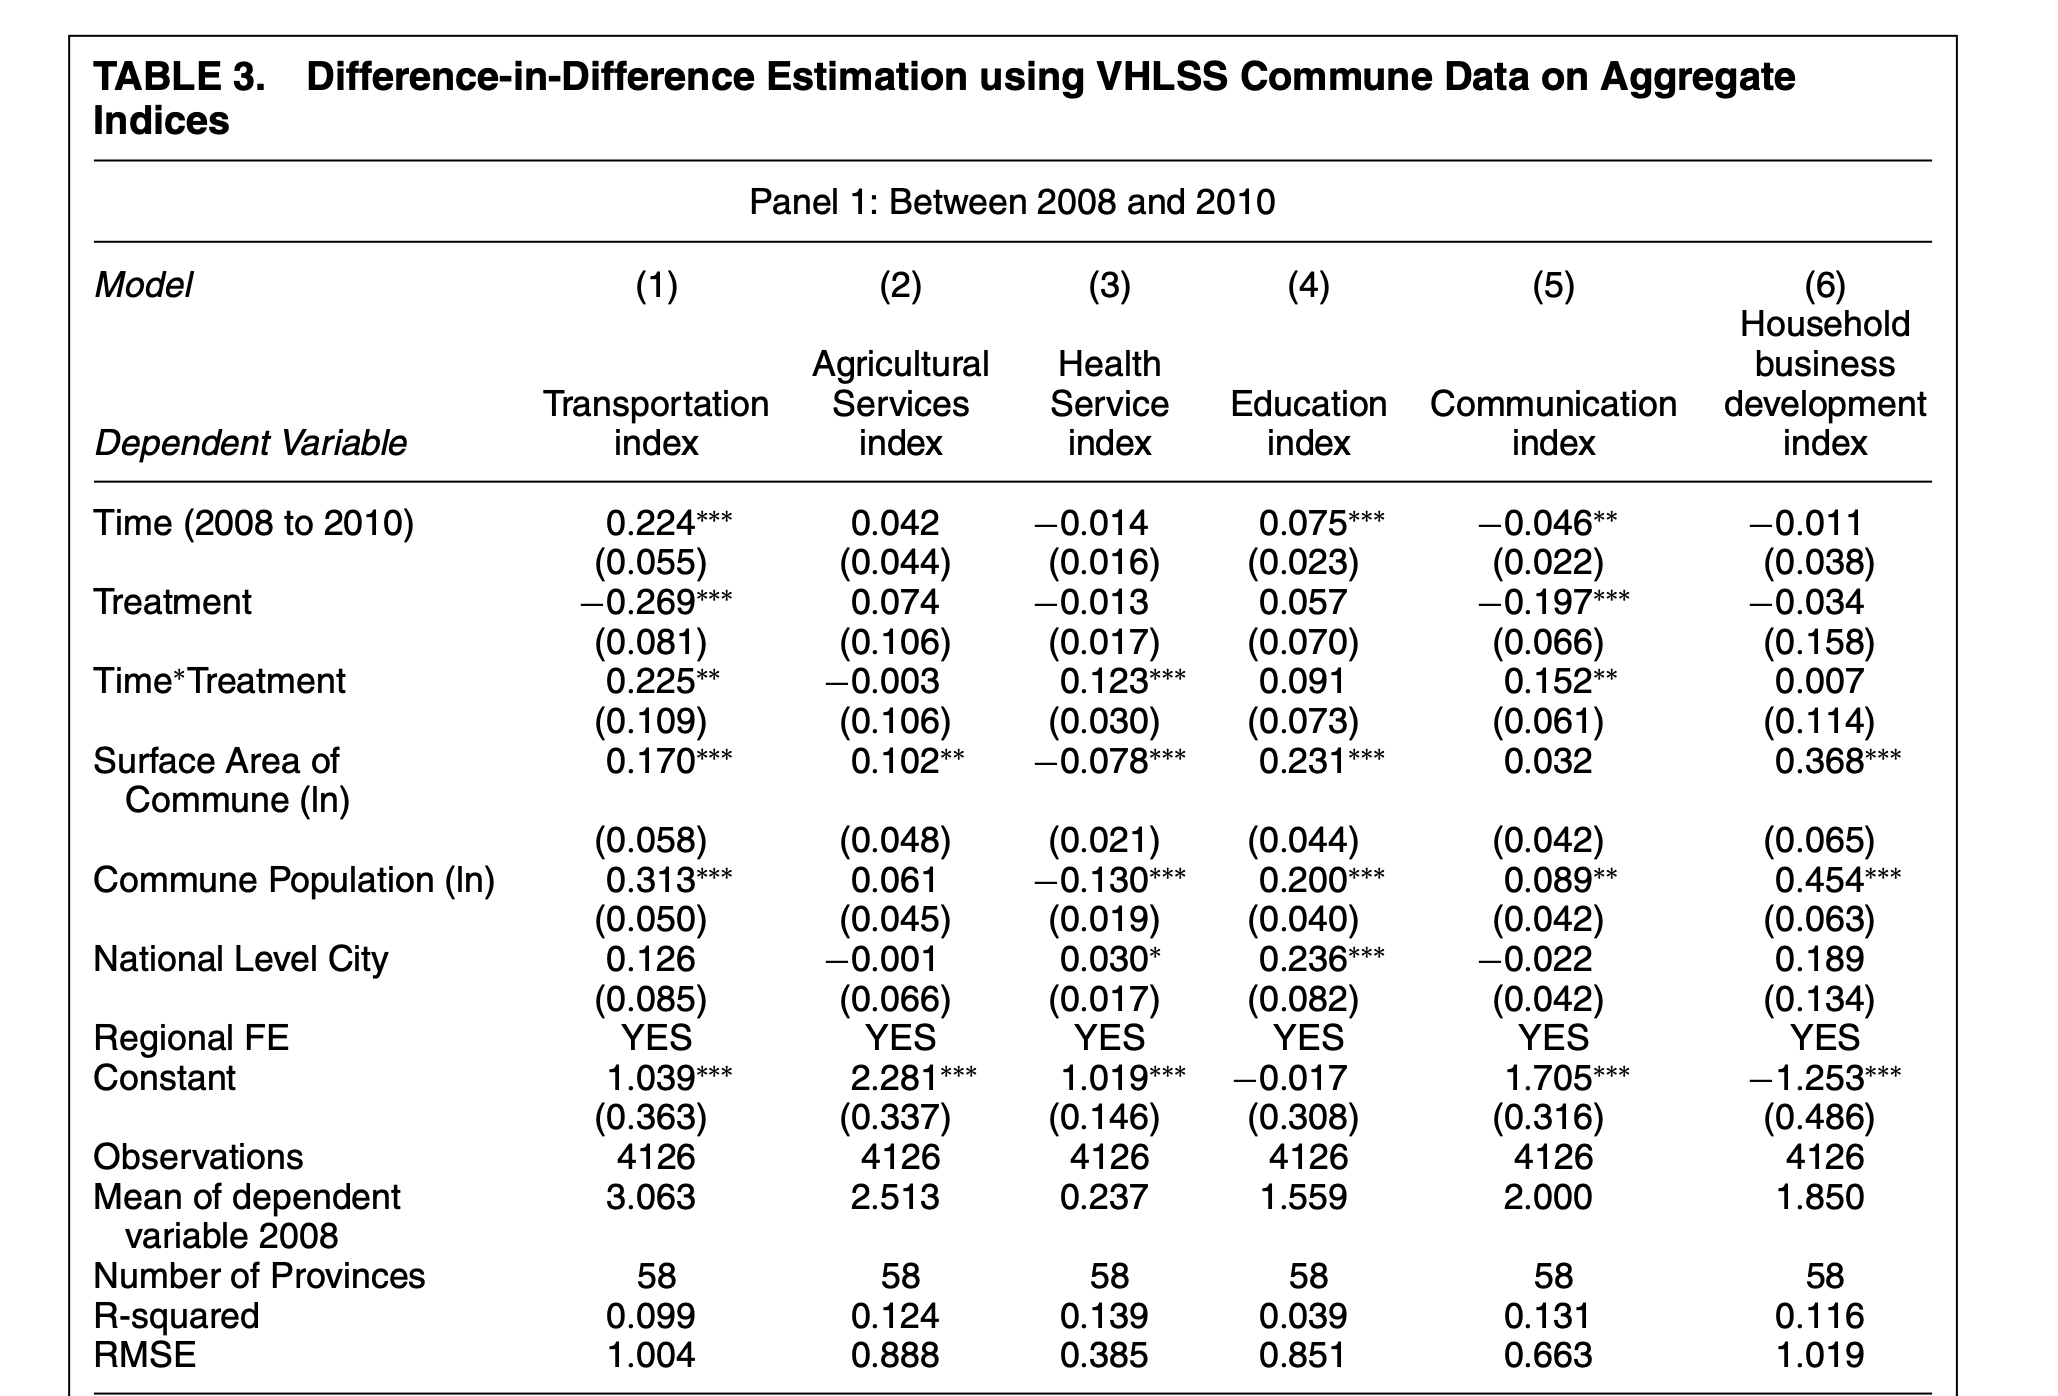 TABLE 3. Difference-in-Difference Estimation using VHLSS Commune Data on Aggregate
Indices
Panel 1: Between 2008 and 2010
Model (1) (2) (3) (4) (5) (6)
Household
Agricultural Health business
Transportation Services Service Education Communication development
Dependent Variable index index index index index index
Time (2008 to 2010) 0.224*** 0.042 −0.014 0.075*** −0.046** −0.011
(0.055) (0.044) (0.016) (0.023) (0.022) (0.038)
Treatment −0.269*** 0.074 −0.013 0.057 −0.197*** −0.034
(0.081) (0.106) (0.017) (0.070) (0.066) (0.158)
Time*Treatment 0.225** −0.003 0.123*** 0.091 0.152** 0.007
(0.109) (0.106) (0.030) (0.073) (0.061) (0.114)
Surface Area of 0.170*** 0.102** −0.078*** 0.231*** 0.032 0.368***
Commune (ln)
(0.058) (0.048) (0.021) (0.044) (0.042) (0.065)
Commune Population (ln) 0.313*** 0.061 −0.130*** 0.200*** 0.089** 0.454***
(0.050) (0.045) (0.019) (0.040) (0.042) (0.063)
National Level City 0.126 −0.001 0.030* 0.236*** −0.022 0.189
(0.085) (0.066) (0.017) (0.082) (0.042) (0.134)
Regional FE YES YES YES YES YES YES
Constant 1.039*** 2.281*** 1.019*** −0.017 1.705*** −1.253***
(0.363) (0.337) (0.146) (0.308) (0.316) (0.486)
Observations 4126 4126 4126 4126 4126 4126
Mean of dependent 3.063 2.513 0.237 1.559 2.000 1.850
variable 2008
Number of Provinces 58 58 58 58 58 58
R-squared 0.099 0.124 0.139 0.039 0.131 0.116
RMSE 1.004 0.888 0.385 0.851 0.663 1.019